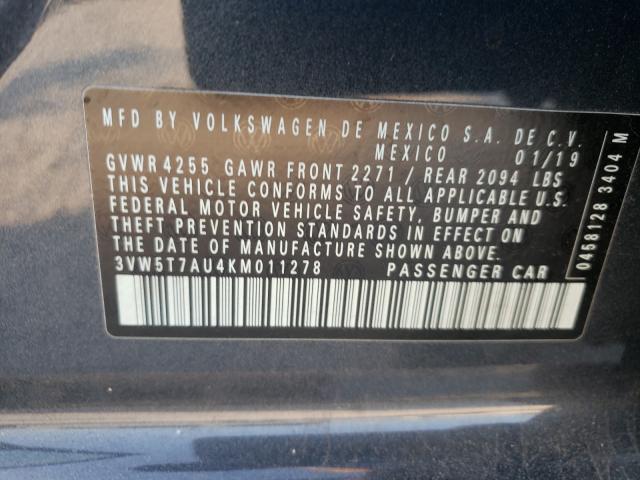 MFD BY VOLKSWAGEN DE MEXICO S.A. DE C.V.
MEXICO 01/19
GVWR 4255 GAWR FRONT 2271 / REAR 2094 LBS
THIS VEHICLE CONFORMS TO ALL APPLICABLE U.S.
FEDERAL MOTOR VEHICLE SAFETY, BUMPER AND
THEFT PREVENTION STANDARDS IN EFFECT ON
THE DATE OF MANUFACTURE SHOWN ABOVE.
3VW5T7AU4KM011278 PASSENGER CAR
0458128 3404 M